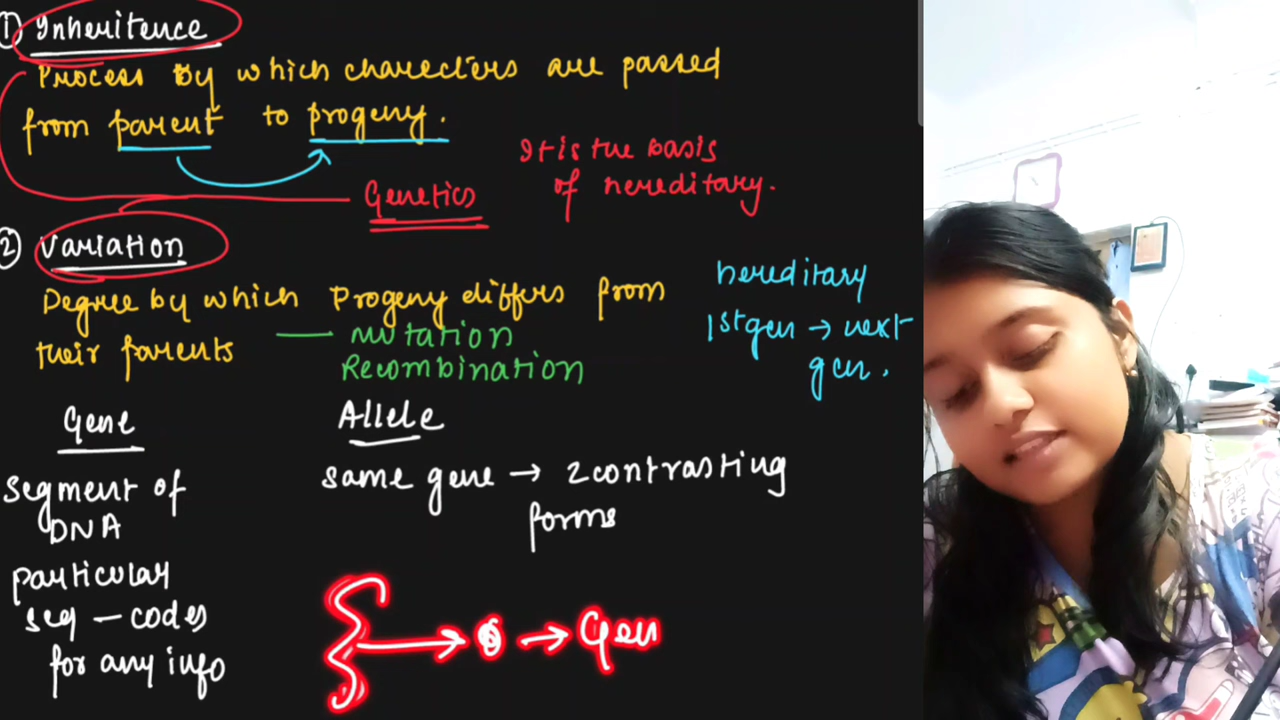 ① Inheritence
Process by which charecters are passed
from parent to progeny.
It is the basis
of hereditary.
Genetics
② Variation
Degree by which Progeny differs from
their parents — mutation
Recombination
hereditary
1st gen → next
gen.
Gene
segment of
DNA
particular
seq – codes
for any info
Allele
same gene → 2 contrasting
forms
→ → Gen